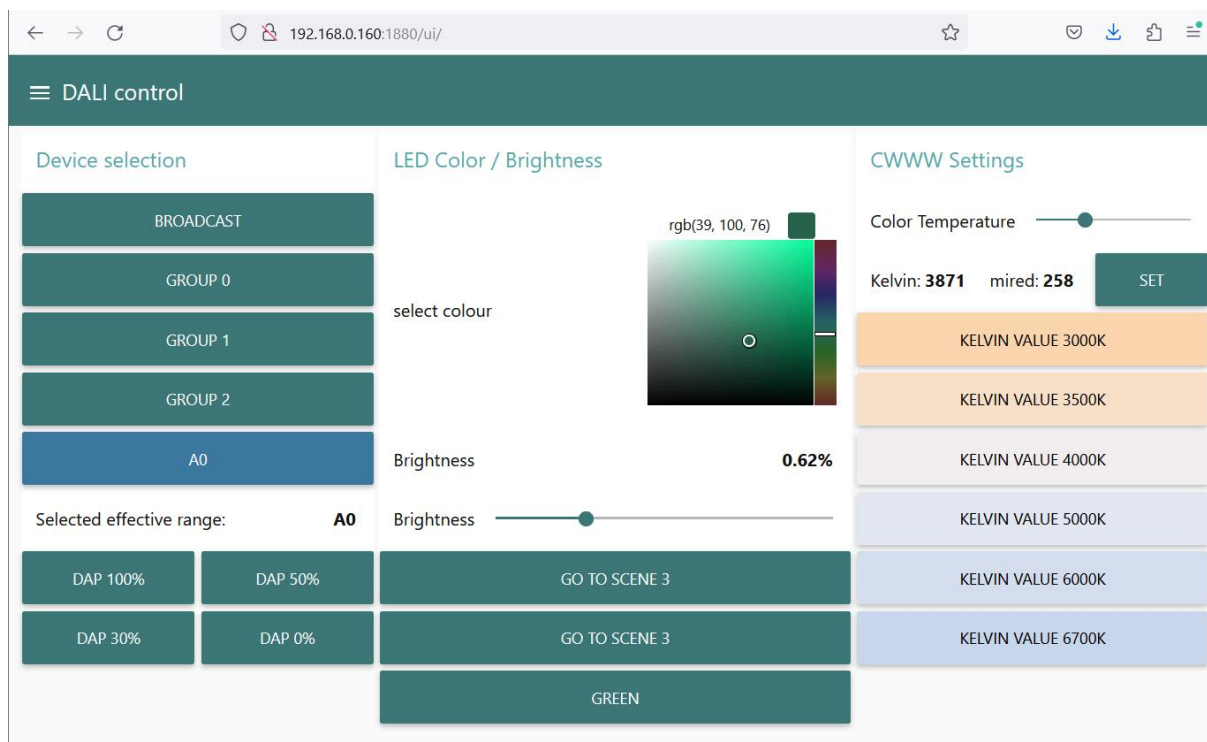 192.168.0.160:1880/ui/
DALI control
Device selection
BROADCAST
GROUP 0
GROUP 1
GROUP 2
A0
Selected effective range: A0
DAP 100% DAP 50%
DAP 30% DAP 0%
LED Color / Brightness
rgb(39, 100, 76)
select colour
Brightness 0.62%
Brightness
GO TO SCENE 3
GO TO SCENE 3
GREEN
CWWW Settings
Color Temperature
Kelvin: 3871 mired: 258 SET
KELVIN VALUE 3000K
KELVIN VALUE 3500K
KELVIN VALUE 4000K
KELVIN VALUE 5000K
KELVIN VALUE 6000K
KELVIN VALUE 6700K